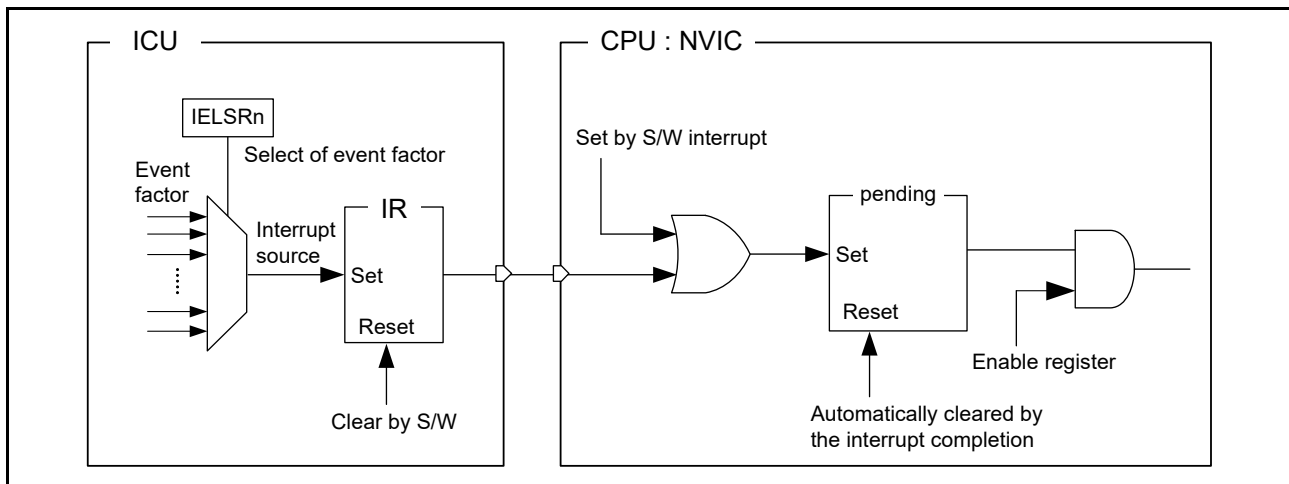 ICU
CPU : NVIC
IELSRn
Select of event factor
Event
factor
Interrupt
source
IR
Set
Reset
Clear by S/W
Set by S/W interrupt
pending
Set
Reset
Enable register
Automatically cleared by
the interrupt completion